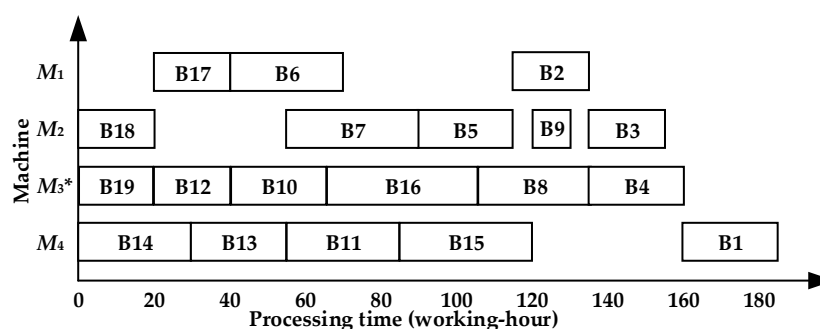 M1 B17 B6 B2
M2 B18 B7 B5 B9 B3
M3* B19 B12 B10 B16 B8 B4
M4 B14 B13 B11 B15 B1
Machine
0 20 40 60 80 100 120 140 160 180
Processing time (working-hour)